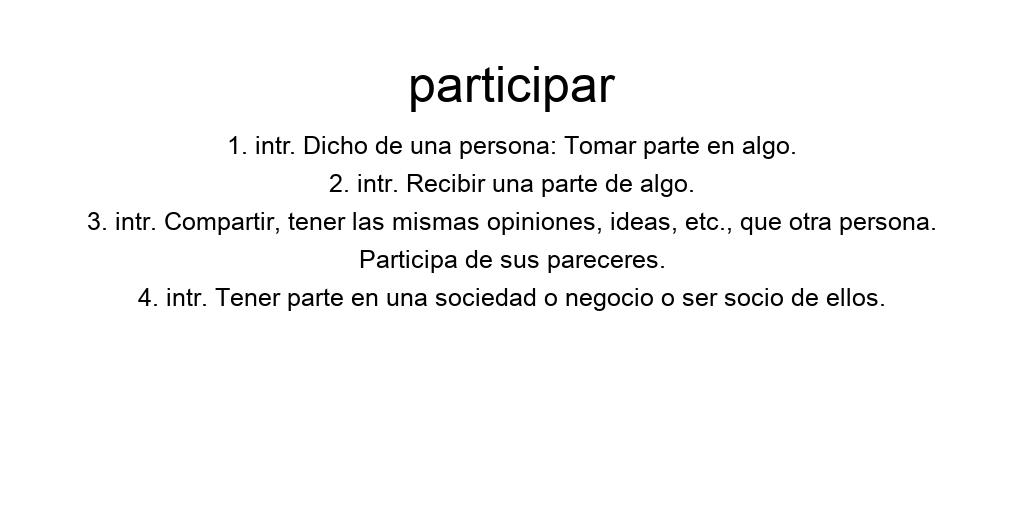 participar
1. intr. Dicho de una persona: Tomar parte en algo.
2. intr. Recibir una parte de algo.
3. intr. Compartir, tener las mismas opiniones, ideas, etc., que otra persona.
Participa de sus pareceres.
4. intr. Tener parte en una sociedad o negocio o ser socio de ellos.